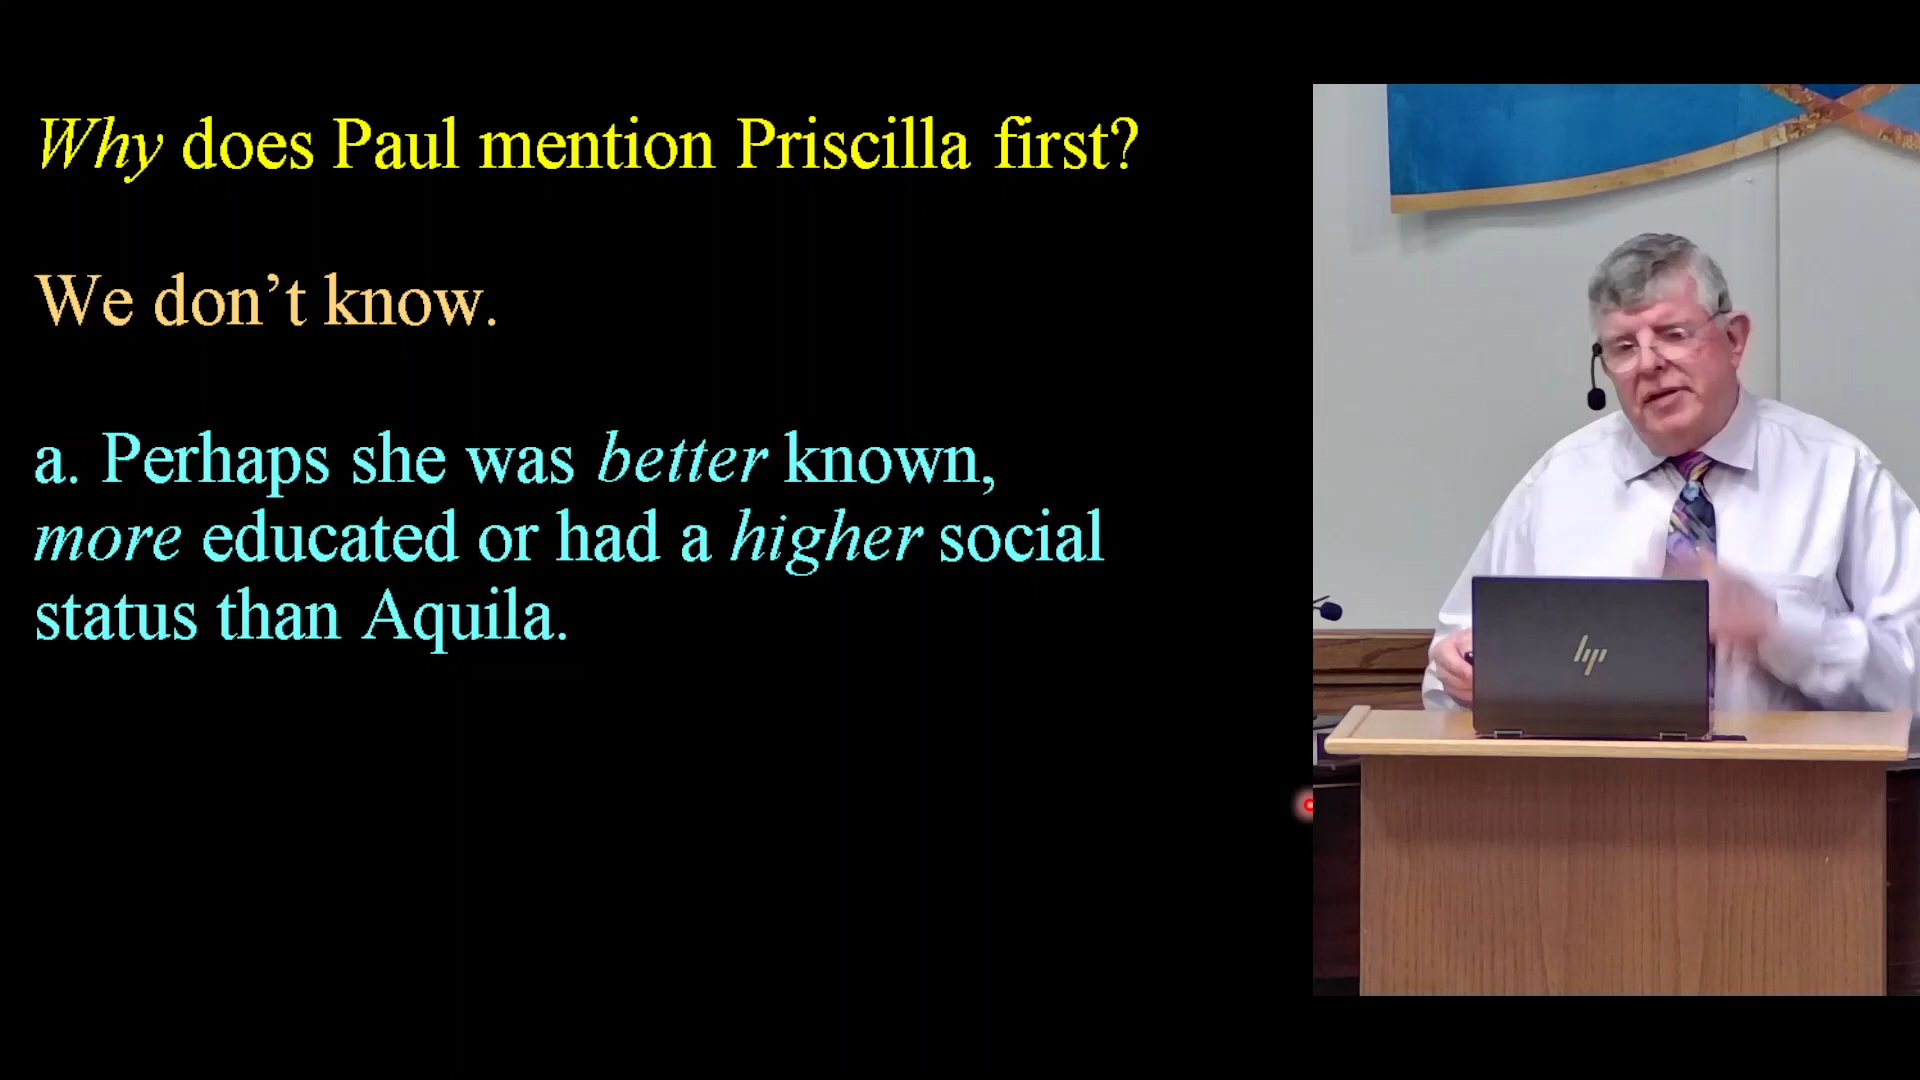 Why does Paul mention Priscilla first?
We don’t know.
a. Perhaps she was better known,
more educated or had a higher social
status than Aquila.
hp